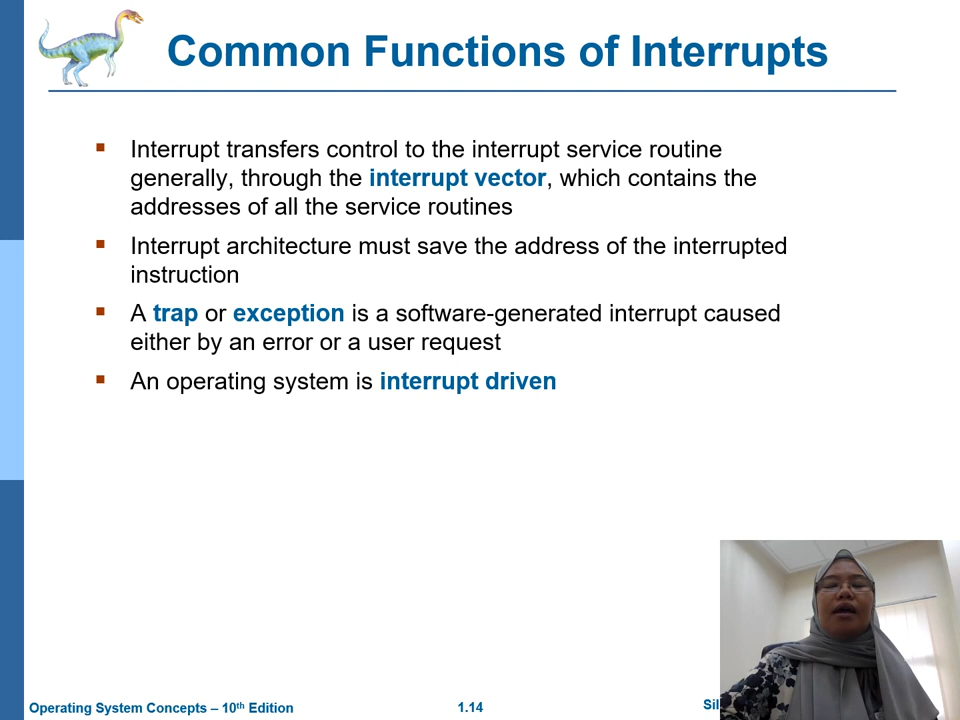 Common Functions of Interrupts
Interrupt transfers control to the interrupt service routine
generally, through the interrupt vector, which contains the
addresses of all the service routines
Interrupt architecture must save the address of the interrupted
instruction
A trap or exception is a software-generated interrupt caused
either by an error or a user request
An operating system is interrupt driven
Operating System Concepts – 10th Edition
1.14